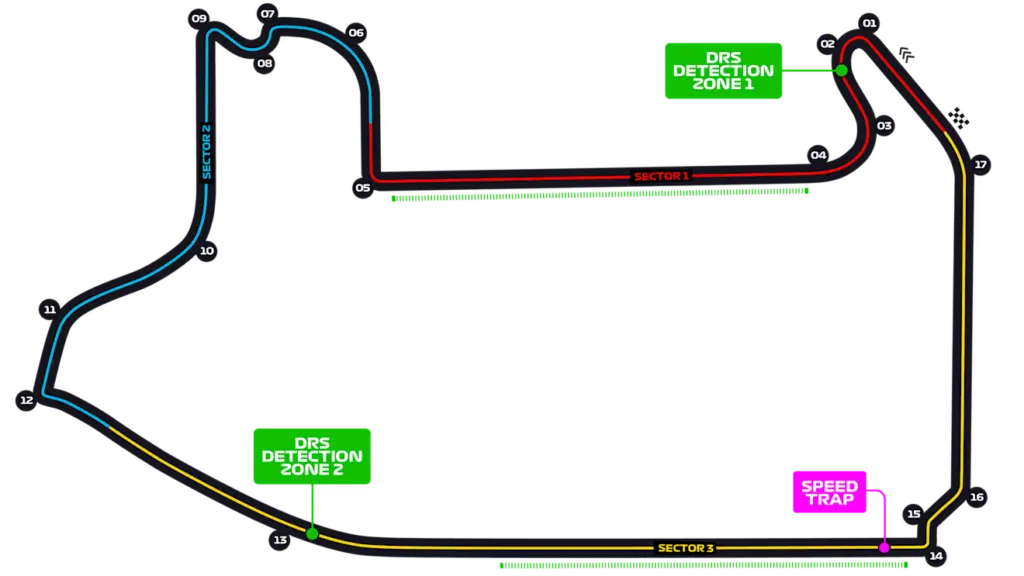 09
07
06
08
01
02
DRS
DETECTION
ZONE 1
03
04
17
SECTOR 2
SECTOR 1
05
10
11
12
DRS
DETECTION
ZONE 2
13
SPEED
TRAP
16
15
SECTOR 3
14